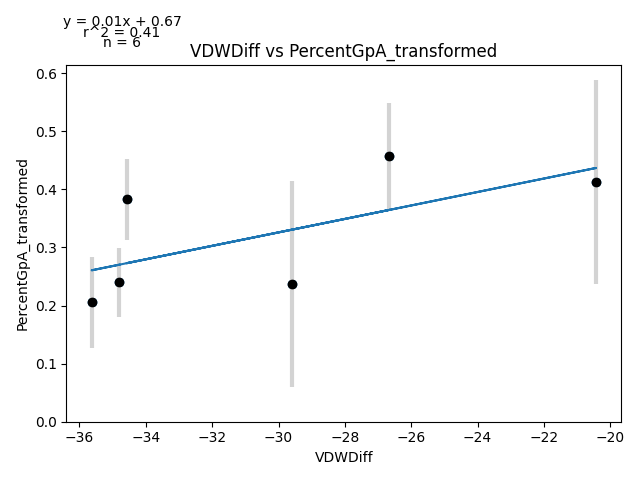 y = 0.01x + 0.67
r^2 = 0.41
n = 6
VDWDiff vs PercentGpA_transformed
PercentGpA_transformed
0.6
0.5
0.4
0.3
0.2
0.1
0.0
−36
−34
−32
−30
−28
−26
−24
−22
−20
VDWDiff